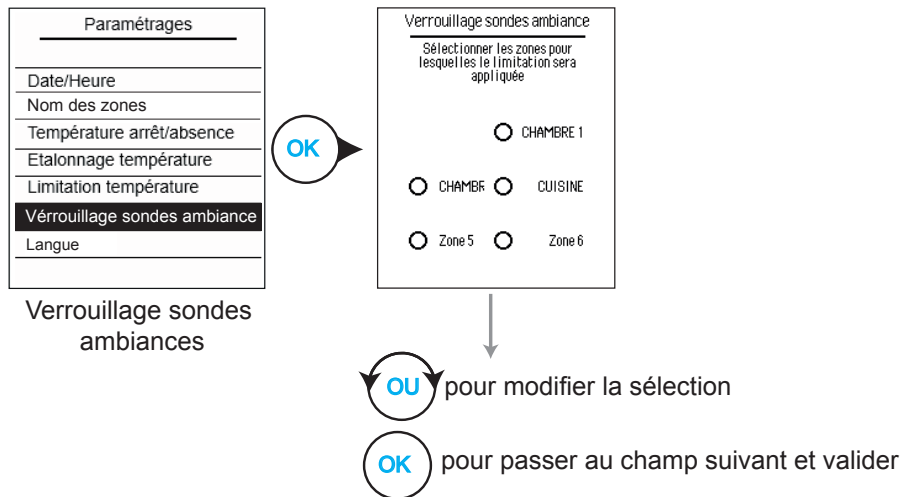 Paramétrages
Date/Heure
Nom des zones
Température arrêt/absence
Etalonnage température
Limitation température
Vérrouillage sondes ambiance
Langue
Verrouillage sondes
ambiances
OK
Verrouillage sondes ambiance
Sélectionner les zones pour
lesquelles le limitation sera
appliquée
CHAMBRE 1
CHAMBR CUISINE
Zone 5 Zone 6
OU pour modifier la sélection
OK pour passer au champ suivant et valider